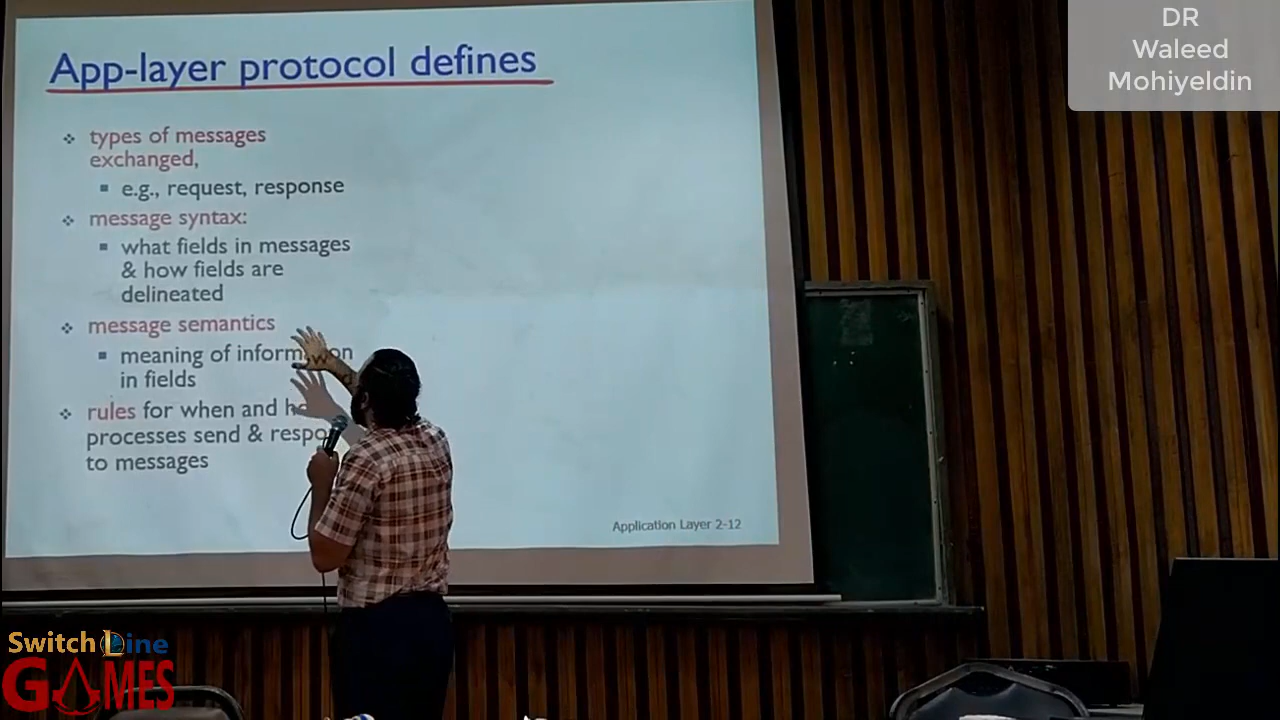 App-layer protocol defines
types of messages
exchanged,
e.g., request, response
message syntax:
what fields in messages
& how fields are
delineated
message semantics
meaning of
in fields
rules for when and
processes send &
to messages
Application Layer 2-12
DR
Waleed
Mohiyeldin
Switch Line
GAMES